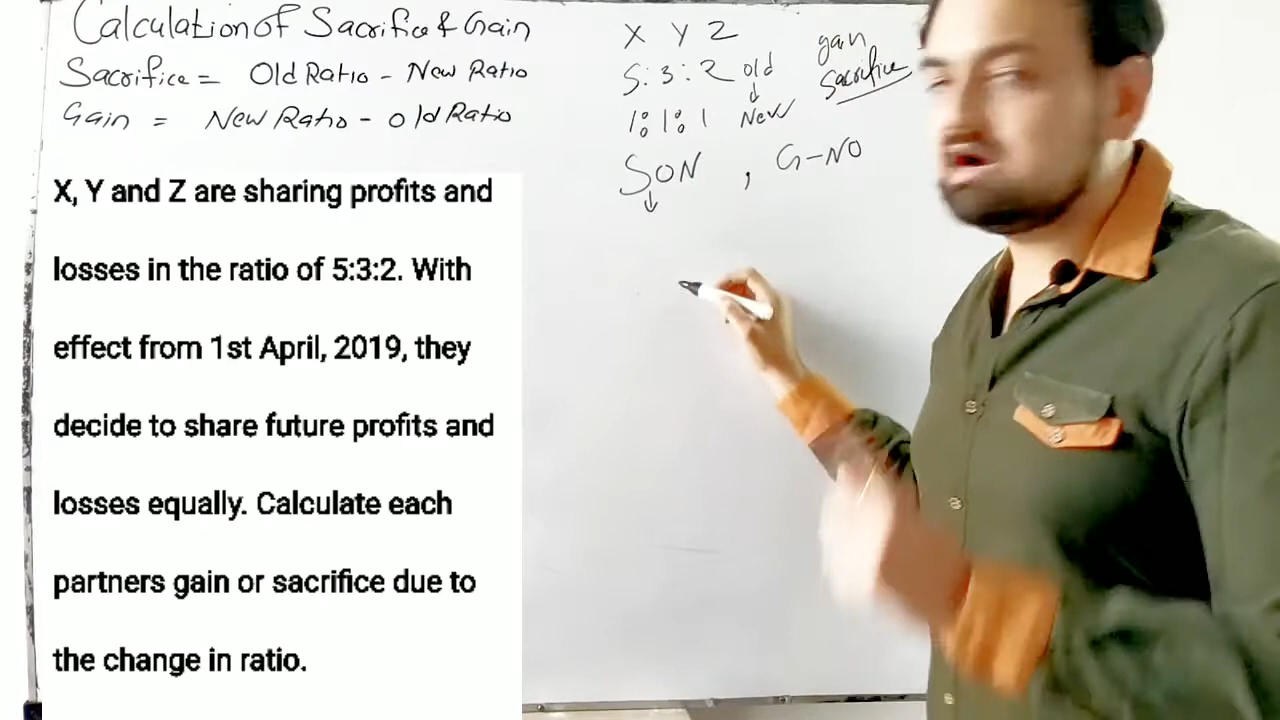 Calculation of Sacrifice & Gain
Sacrifice = Old Ratio - New Ratio
Gain = New Ratio - old Ratio
X, Y and Z are sharing profits and
losses in the ratio of 5:3:2. With
effect from 1st April, 2019, they
decide to share future profits and
losses equally. Calculate each
partners gain or sacrifice due to
the change in ratio.
X Y Z
5:3:2 old
↓
1:1:1 New
gain
Sacrifice
SON , G-NO
↓